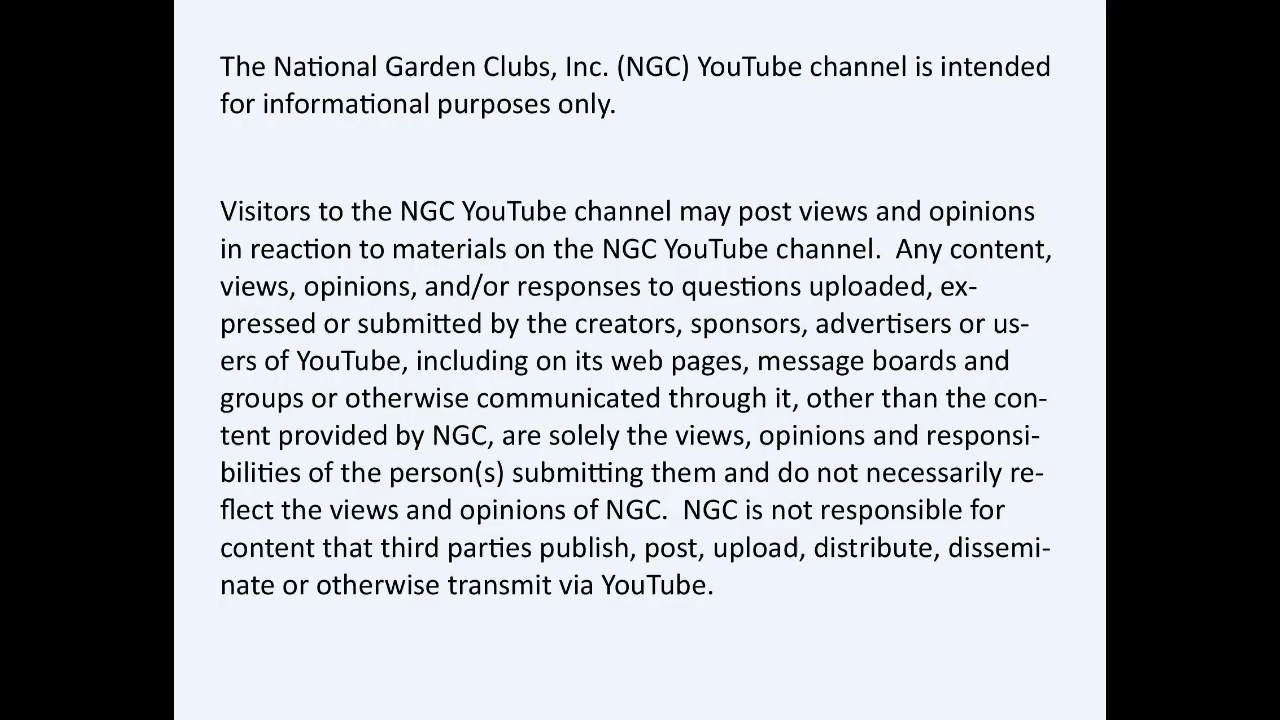 The National Garden Clubs, Inc. (NGC) YouTube channel is intended
for informational purposes only.
Visitors to the NGC YouTube channel may post views and opinions
in reaction to materials on the NGC YouTube channel.  Any content,
views, opinions, and/or responses to questions uploaded, ex-
pressed or submitted by the creators, sponsors, advertisers or us-
ers of YouTube, including on its web pages, message boards and
groups or otherwise communicated through it, other than the con-
tent provided by NGC, are solely the views, opinions and responsi-
bilities of the person(s) submitting them and do not necessarily re-
flect the views and opinions of NGC.  NGC is not responsible for
content that third parties publish, post, upload, distribute, dissemi-
nate or otherwise transmit via YouTube.